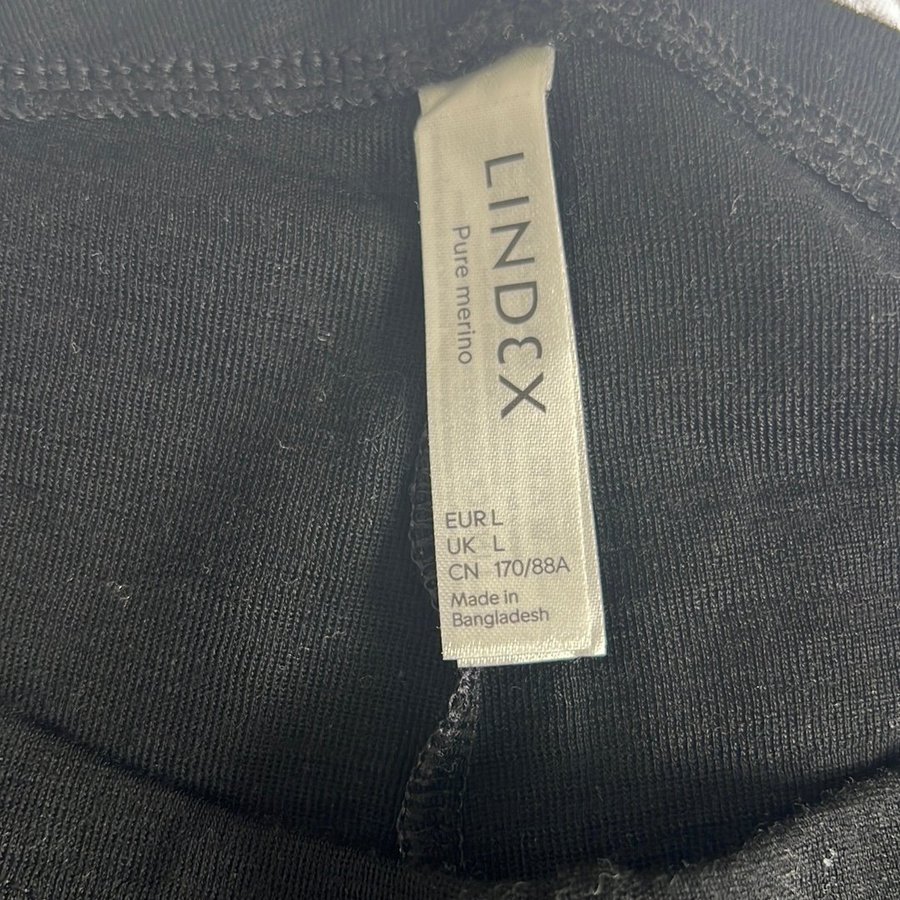 LINDEX
Pure merino
EUR L
UK L
CN 170/88A
Made in
Bangladesh